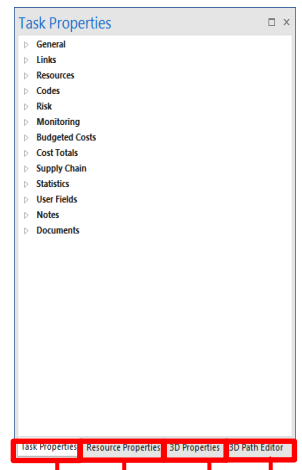 Task Properties
General
Links
Resources
Codes
Risk
Monitoring
Budgeted Costs
Cost Totals
Supply Chain
Statistics
User Fields
Notes
Documents
Task Properties Resource Properties 3D Properties 3D Path Editor